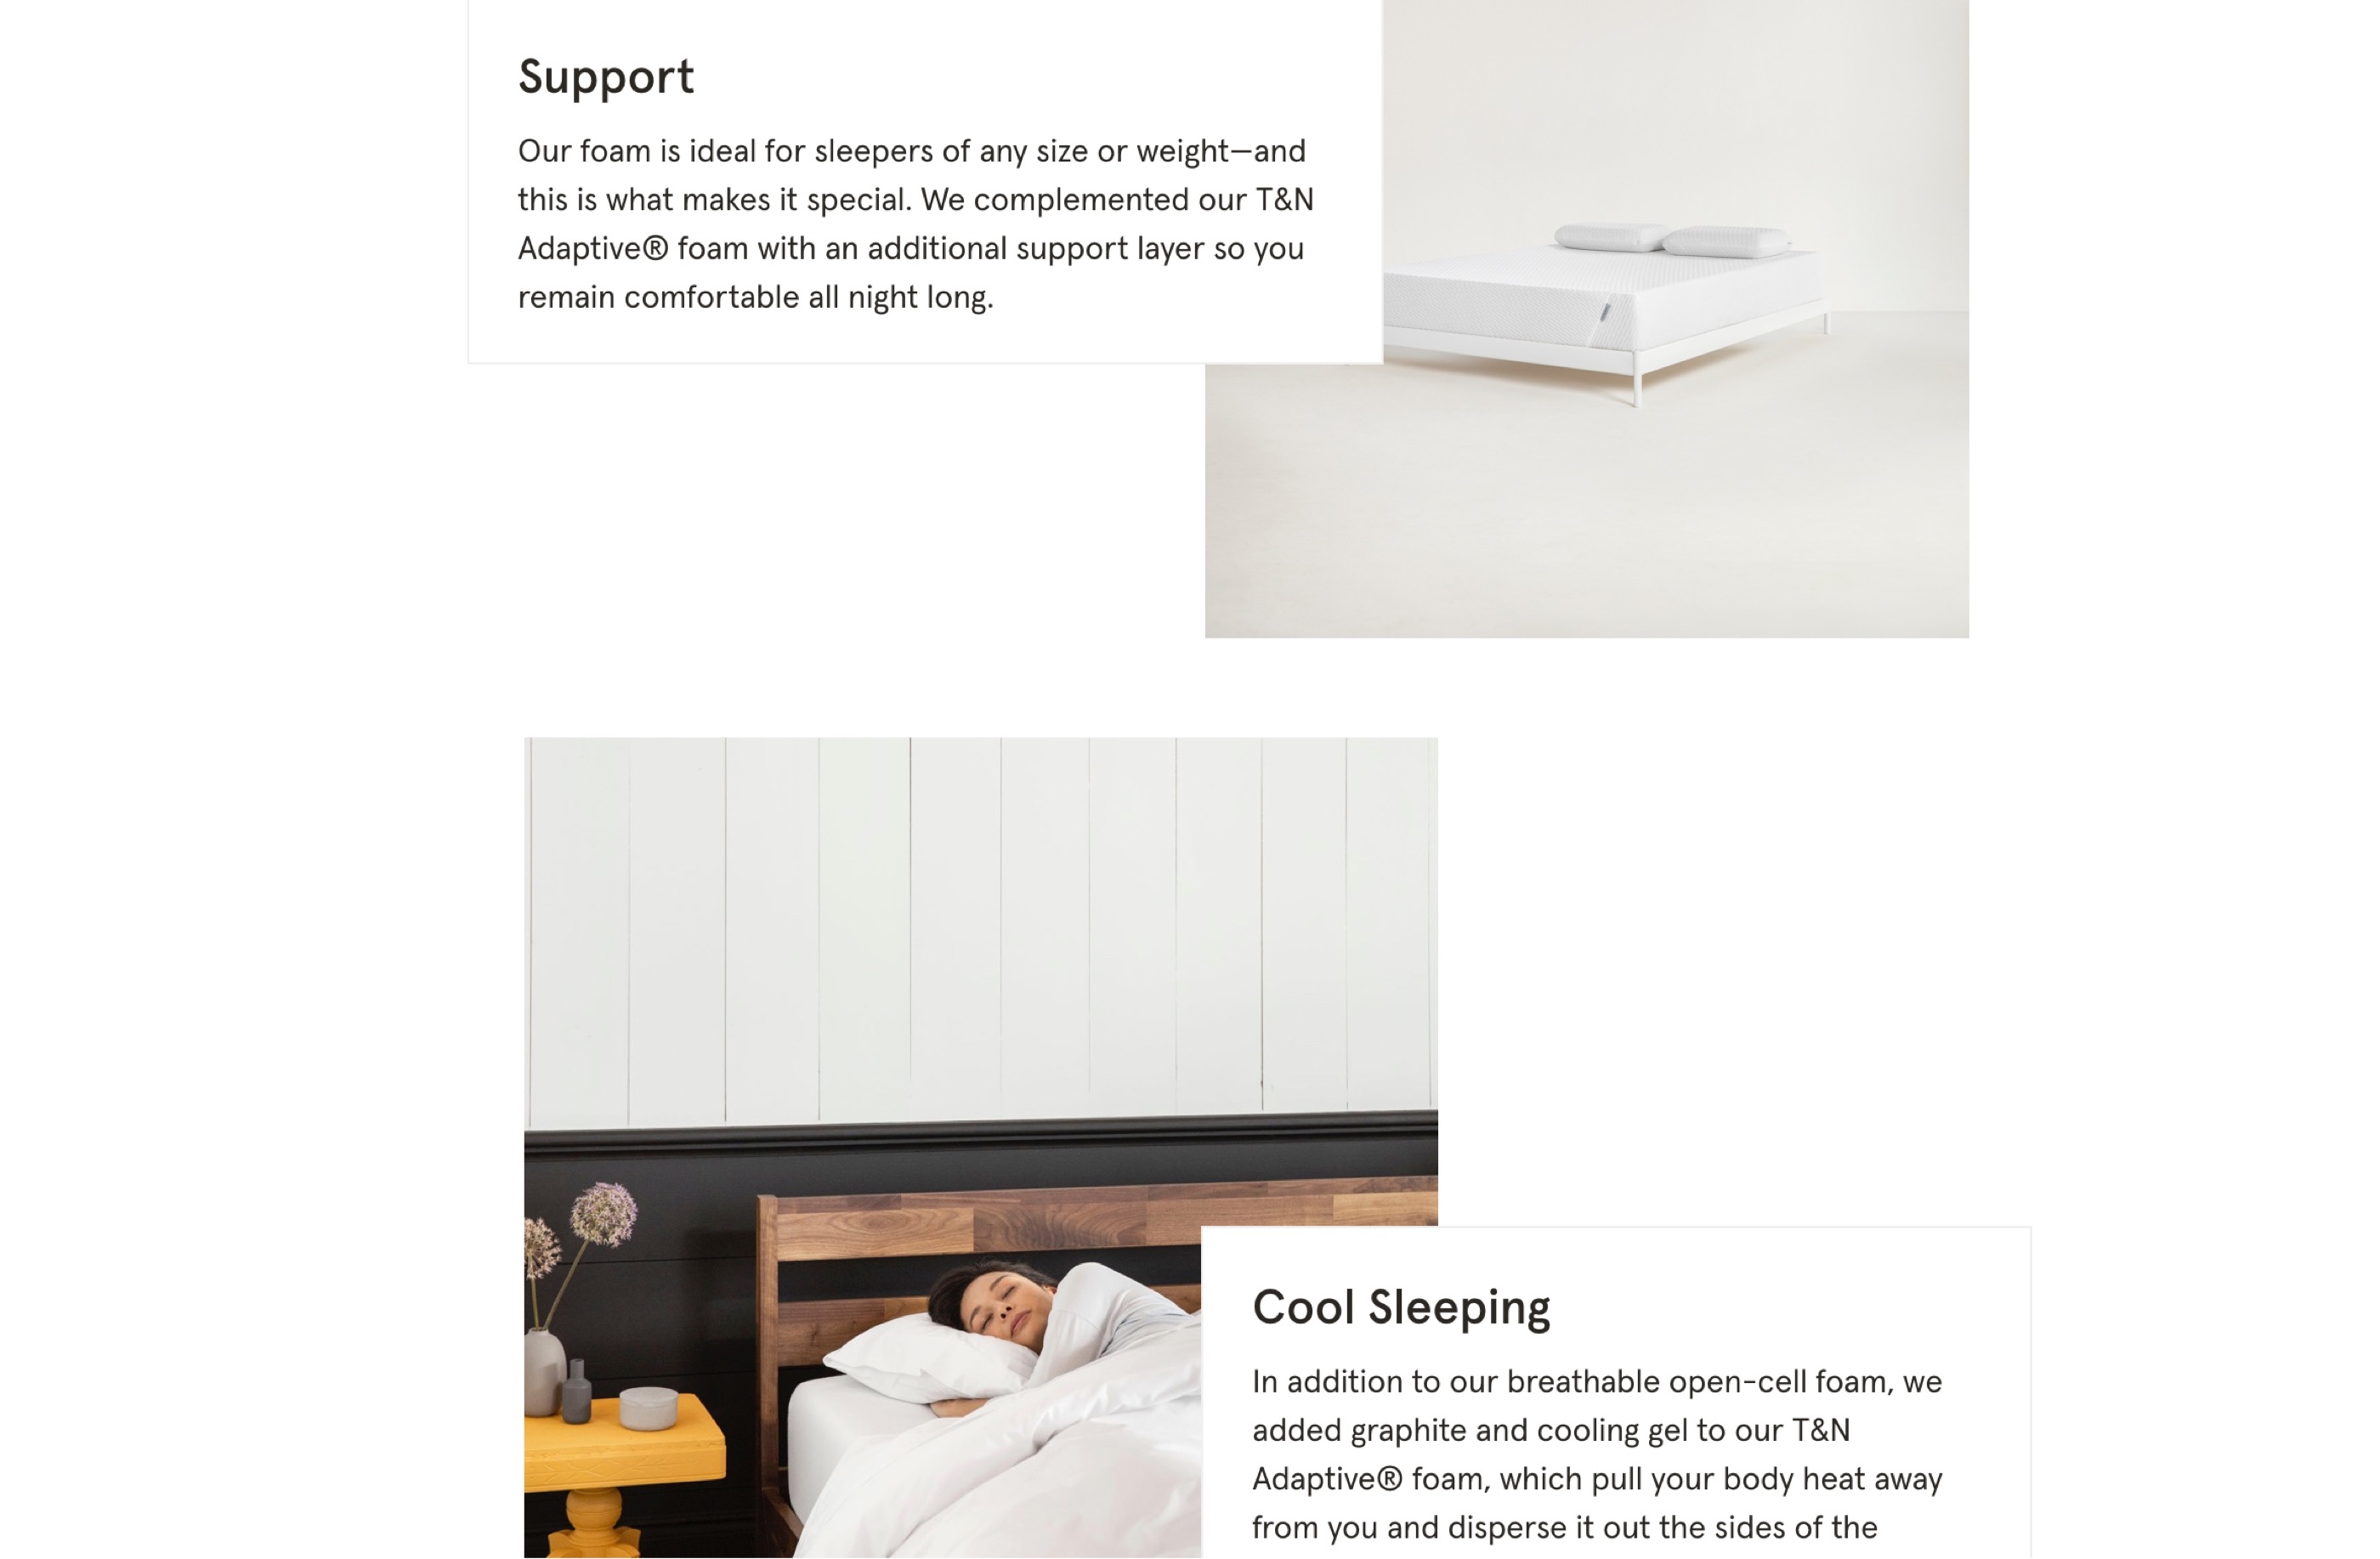 Support
Our foam is ideal for sleepers of any size or weight—and
this is what makes it special. We complemented our T&N
Adaptive® foam with an additional support layer so you
remain comfortable all night long.
Cool Sleeping
In addition to our breathable open-cell foam, we
added graphite and cooling gel to our T&N
Adaptive® foam, which pull your body heat away
from you and disperse it out the sides of the